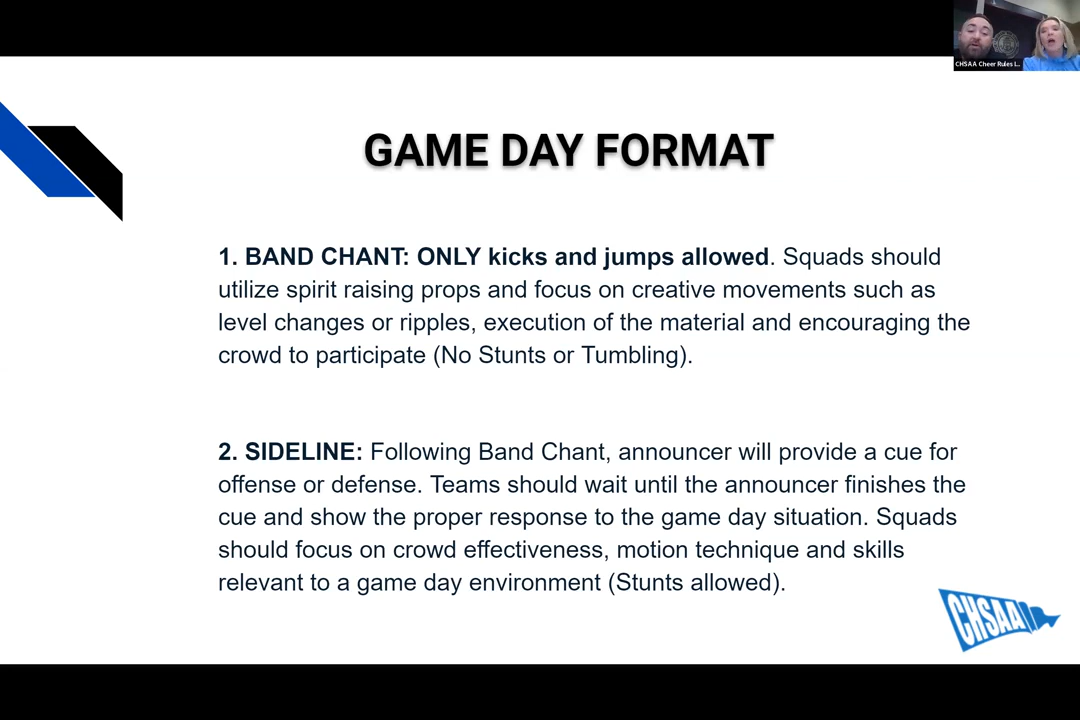 CHSAA Cheer Rules I...
GAME DAY FORMAT
1. BAND CHANT: ONLY kicks and jumps allowed. Squads should
utilize spirit raising props and focus on creative movements such as
level changes or ripples, execution of the material and encouraging the
crowd to participate (No Stunts or Tumbling).
2. SIDELINE: Following Band Chant, announcer will provide a cue for
offense or defense. Teams should wait until the announcer finishes the
cue and show the proper response to the game day situation. Squads
should focus on crowd effectiveness, motion technique and skills
relevant to a game day environment (Stunts allowed).
CHSAA